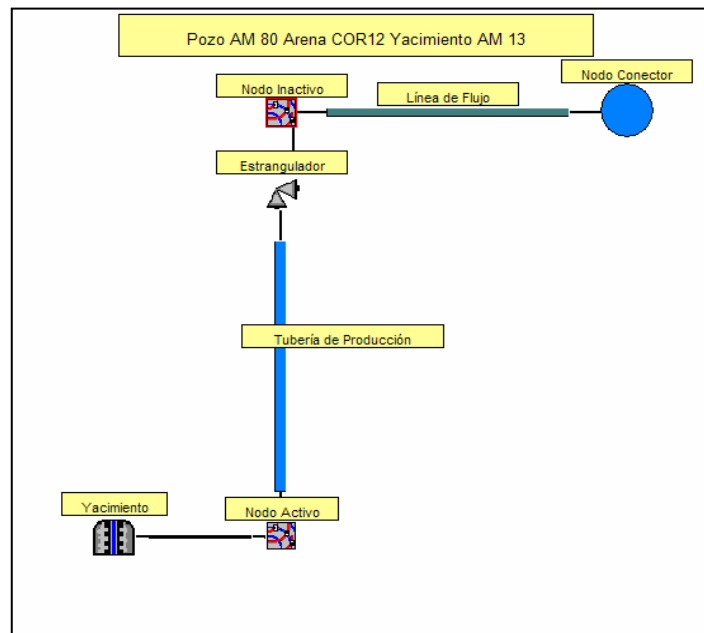 Pozo AM 80 Arena COR12 Yacimiento AM 13
Nodo Inactivo
Línea de Flujo
Nodo Conector
Estrangulador
Tubería de Producción
Yacimiento
Nodo Activo